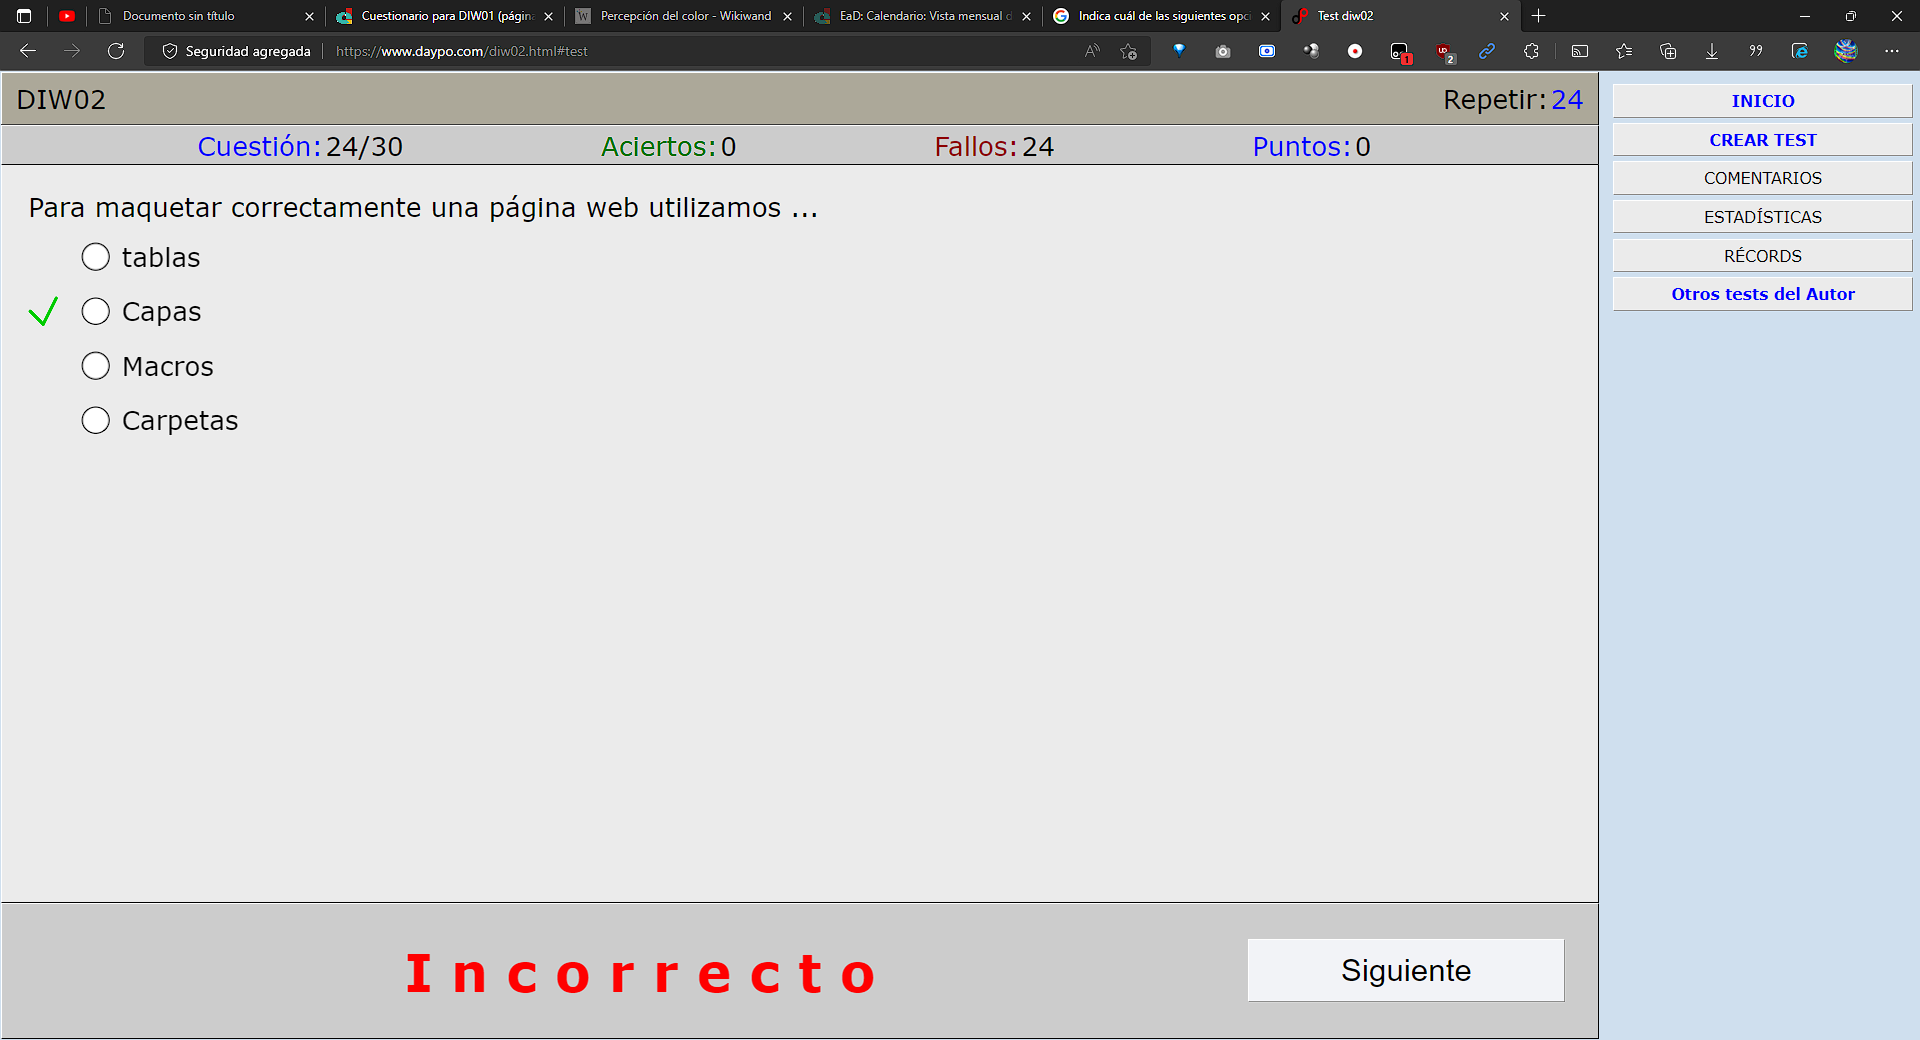 Documento sin título
Cuestionario para DIW01 (págin
Percepción del color - Wikiwand
EaD: Calendario: Vista mensual d
Indica cuál de las siguientes opc
Test diw02
Seguridad agregada
https://www.daypo.com/diw02.html#test
1
2
DIW02
Repetir: 24
Cuestión: 24/30
Aciertos: 0
Fallos: 24
Puntos: 0
Para maquetar correctamente una página web utilizamos ...
tablas
Capas
Macros
Carpetas
Incorrecto
Siguiente
INICIO
CREAR TEST
COMENTARIOS
ESTADÍSTICAS
RÉCORDS
Otros tests del Autor